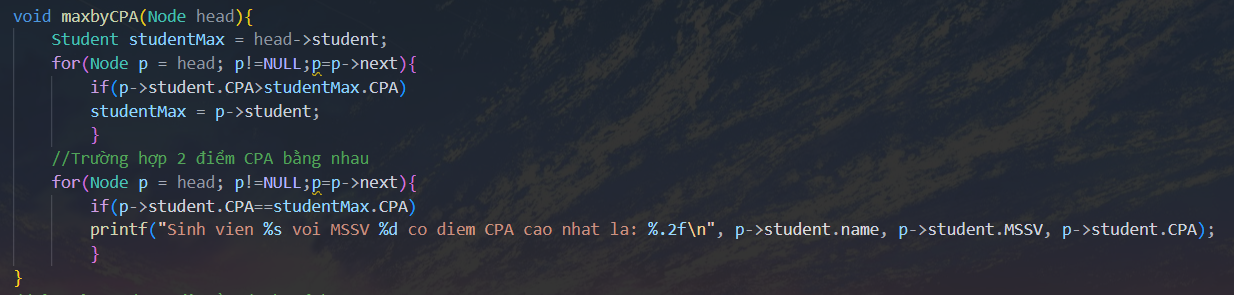 void maxbyCPA(Node head){
    Student studentMax = head->student;
    for(Node p = head; p!=NULL;p=p->next){
        if(p->student.CPA>studentMax.CPA)
        studentMax = p->student;
        }
    //Trường hợp 2 điểm CPA bằng nhau
    for(Node p = head; p!=NULL;p=p->next){
        if(p->student.CPA==studentMax.CPA)
        printf("Sinh vien %s voi MSSV %d co diem CPA cao nhat la: %.2f\n", p->student.name, p->student.MSSV, p->student.CPA);
        }
}